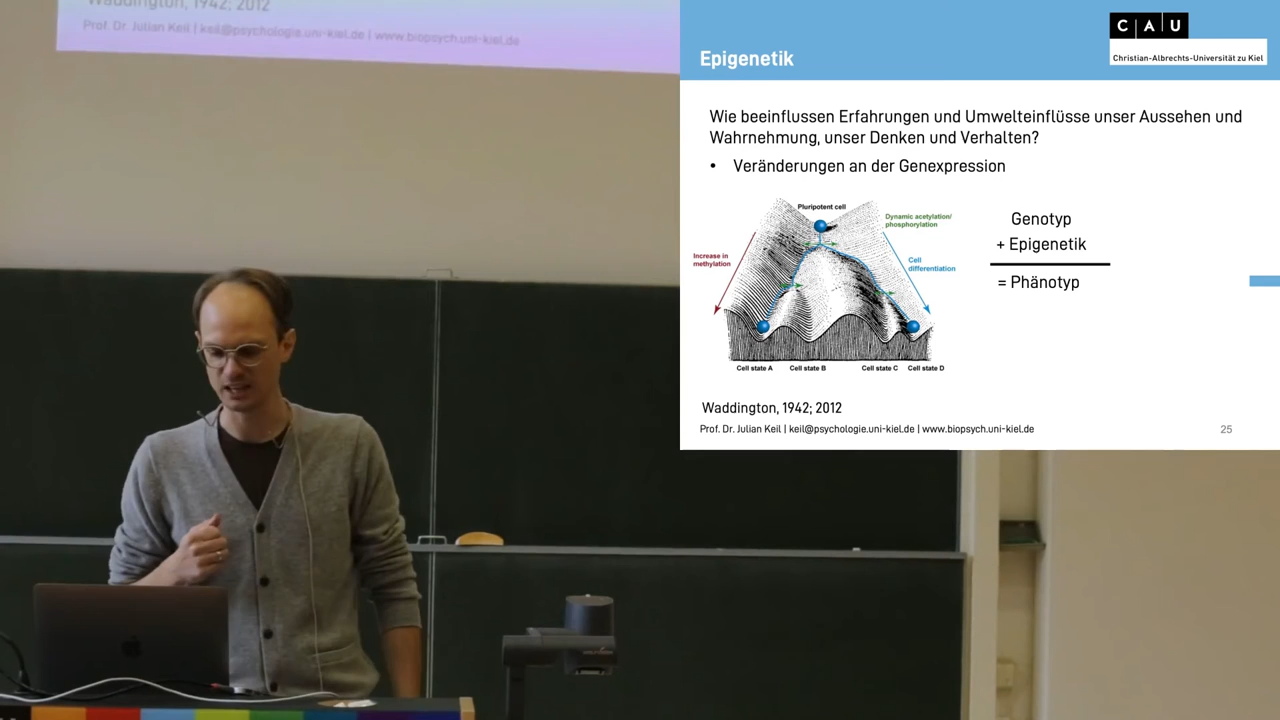 Waddington, 1942; 2012
Prof. Dr. Julian Keil | keil@psychologie.uni-kiel.de | www.biopsych.uni-kiel.de
C A U
Christian-Albrechts-Universität zu Kiel
Epigenetik
Wie beeinflussen Erfahrungen und Umwelteinflüsse unser Aussehen und
Wahrnehmung, unser Denken und Verhalten?
• Veränderungen an der Genexpression
Pluripotent cell
Dynamic acetylation/
phosphorylation
Increase in
methylation
Cell
differentiation
Cell state A
Cell state B
Cell state C
Cell state D
Genotyp
+ Epigenetik
= Phänotyp
Waddington, 1942; 2012
Prof. Dr. Julian Keil | keil@psychologie.uni-kiel.de | www.biopsych.uni-kiel.de
25